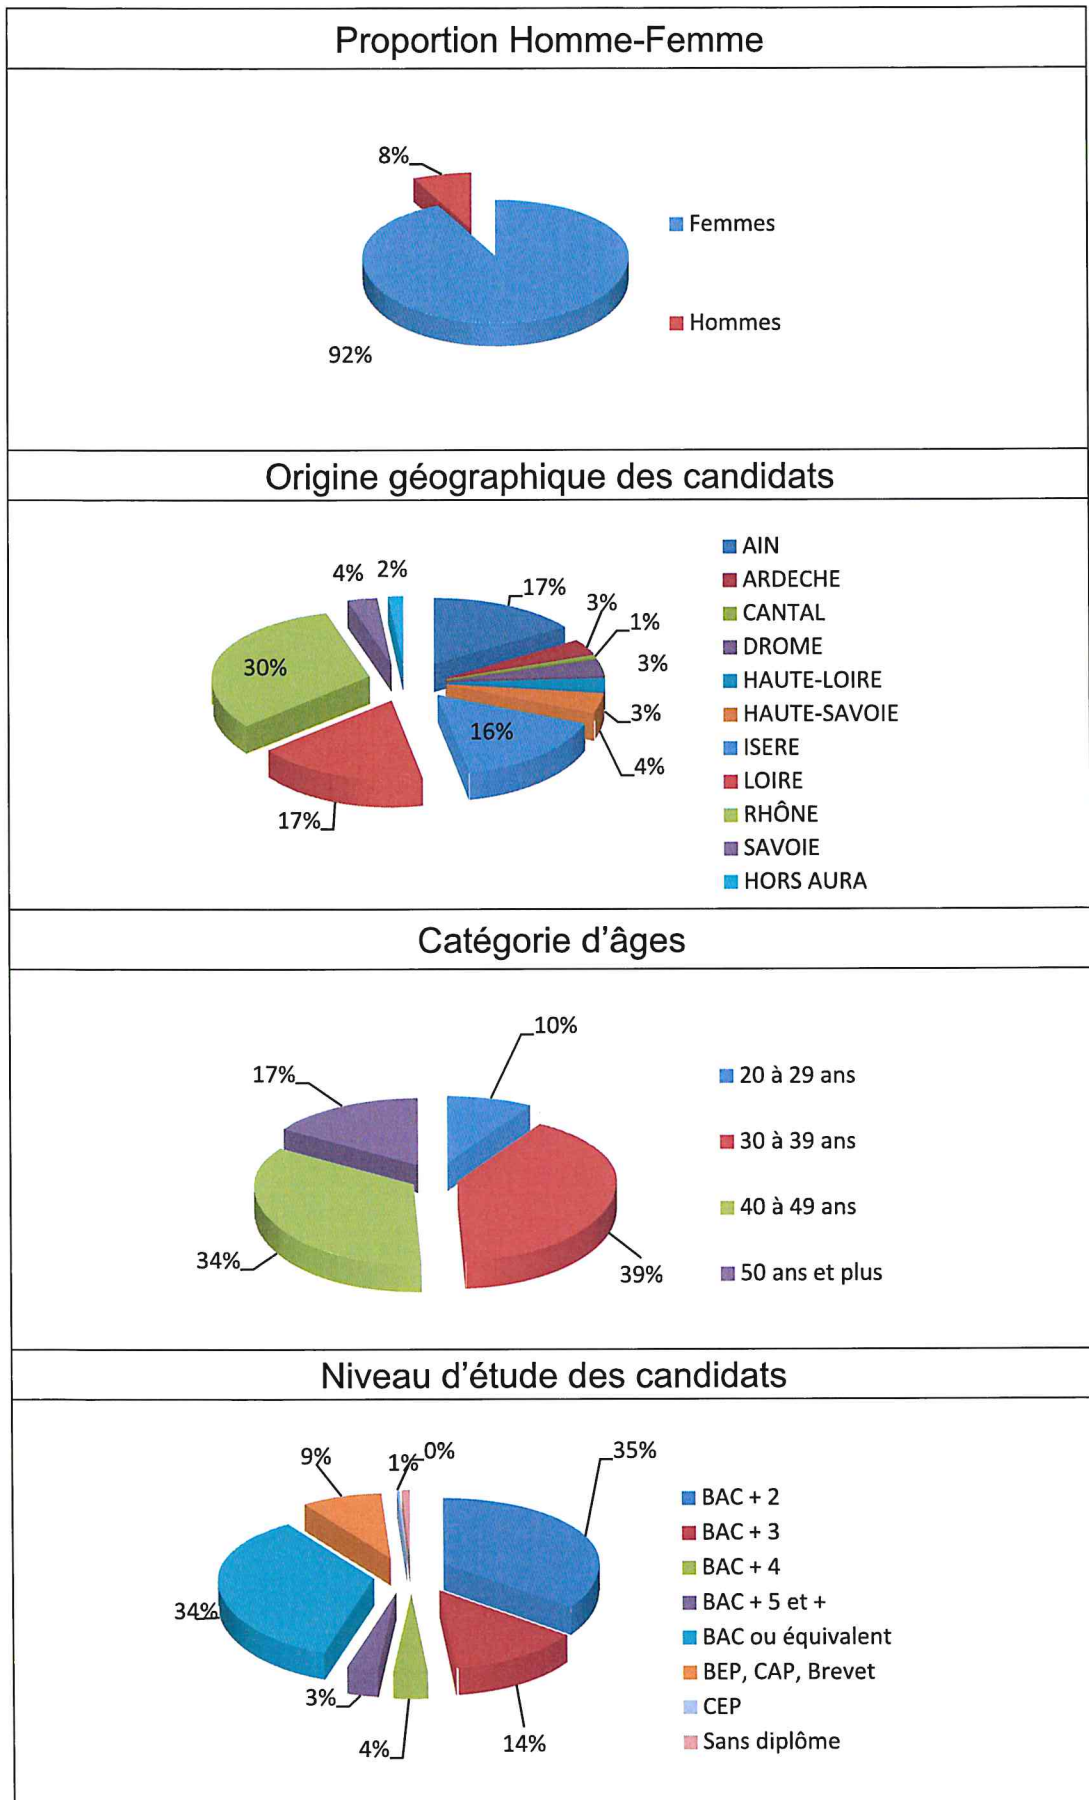 Proportion Homme-Femme
8%
Femmes
Hommes
92%
Origine géographique des candidats
AIN
4%
2%
17%
3%
ARDECHE
1%
CANTAL
DROME
30%
3%
HAUTE-LOIRE
3%
HAUTE-SAVOIE
16%
ISERE
4%
LOIRE
17%
RHÔNE
SAVOIE
HORS AURA
Catégorie d'âges
10%
17%
20 à 29 ans
30 à 39 ans
40 à 49 ans
34%
39%
50 ans et plus
Niveau d'étude des candidats
9%
1%
0%
35%
BAC + 2
BAC + 3
BAC + 4
BAC + 5 et +
34%
BAC ou équivalent
BEP, CAP, Brevet
3%
CEP
4%
14%
Sans diplôme